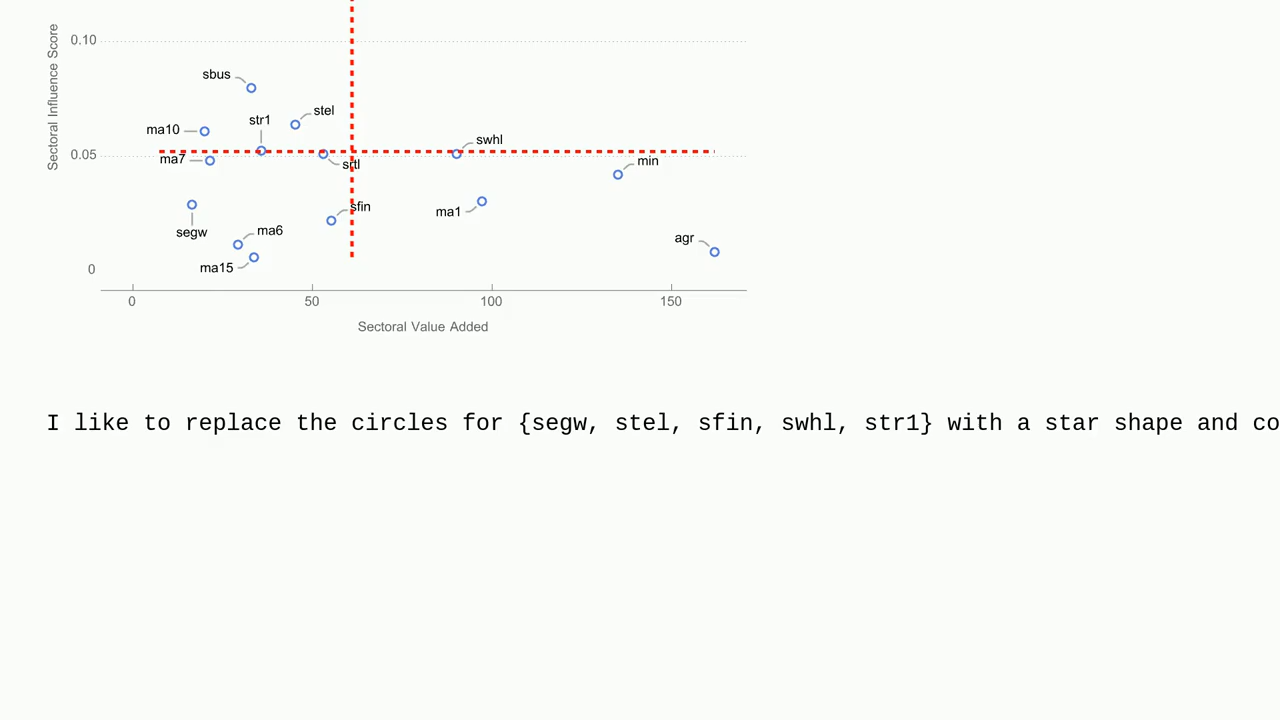 Sectoral Influence Score
0.10
sbus
stel
str1
ma10
swhl
0.05
ma7
srtl
min
sfin
ma1
segw
ma6
agr
ma15
0
0
50
100
150
Sectoral Value Added
I like to replace the circles for {segw, stel, sfin, swhl, str1} with a star shape and co